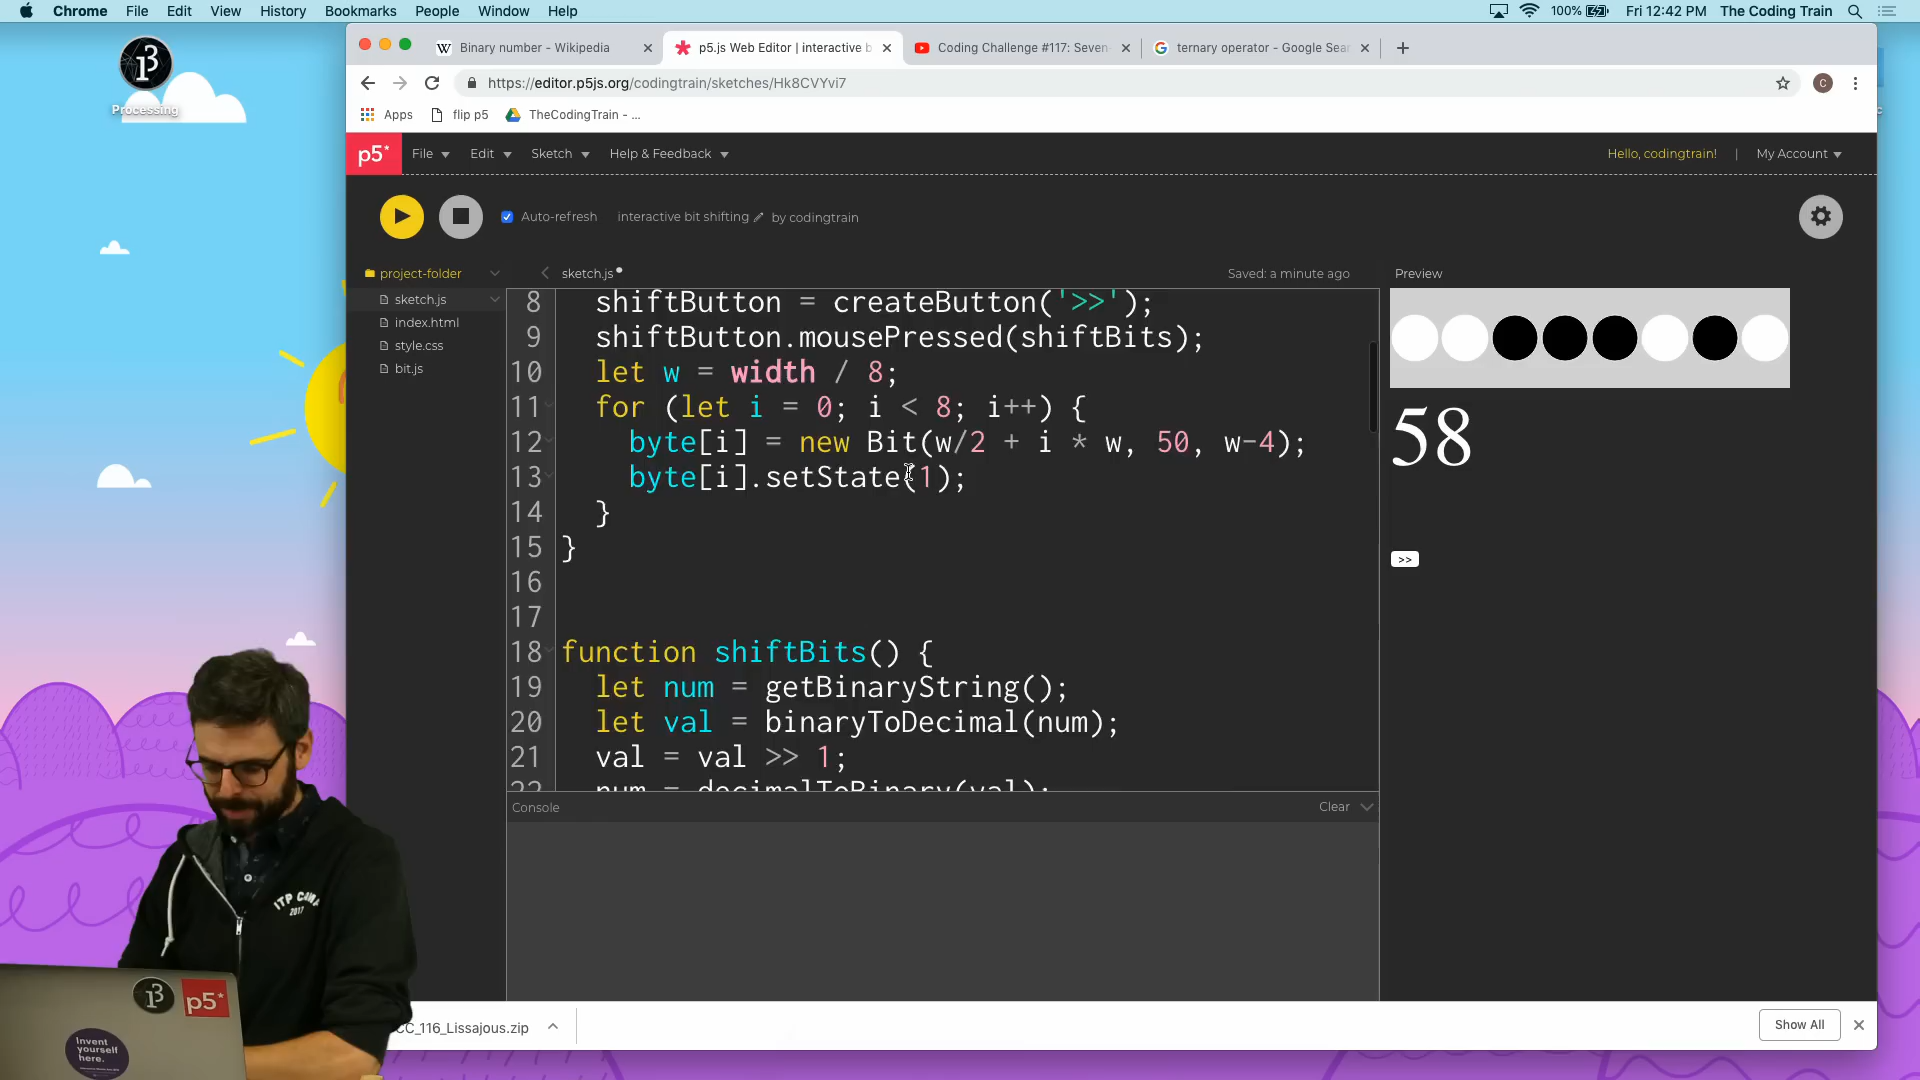 Chrome File Edit View History Bookmarks People Window Help
100% Fri 12:42 PM The Coding Train
Processing
W Binary number - Wikipedia
p5.js Web Editor | interactive b
Coding Challenge #117: Seven-
ternary operator - Google Sear
https://editor.p5js.org/codingtrain/sketches/Hk8CVYvi7
Apps flip p5 TheCodingTrain - ...
p5* File Edit Sketch Help & Feedback
Hello, codingtrain! | My Account
Auto-refresh interactive bit shifting by codingtrain
project-folder
sketch.js
index.html
style.css
bit.js
sketch.js
Saved: a minute ago
Preview
8 shiftButton = createButton('>>');
9 shiftButton.mousePressed(shiftBits);
10 let w = width / 8;
11 for (let i = 0; i < 8; i++) {
12 byte[i] = new Bit(w/2 + i * w, 50, w-4);
13 byte[i].setState(1);
14 }
15 }
16
17
18 function shiftBits() {
19 let num = getBinaryString();
20 let val = binaryToDecimal(num);
21 val = val >> 1;
22 num = decimalToBinary(val);
58
>>
Console
Clear
CC_116_Lissajous.zip
Show All
ITP CAMP
2017
p5*
Invent
yourself
here.